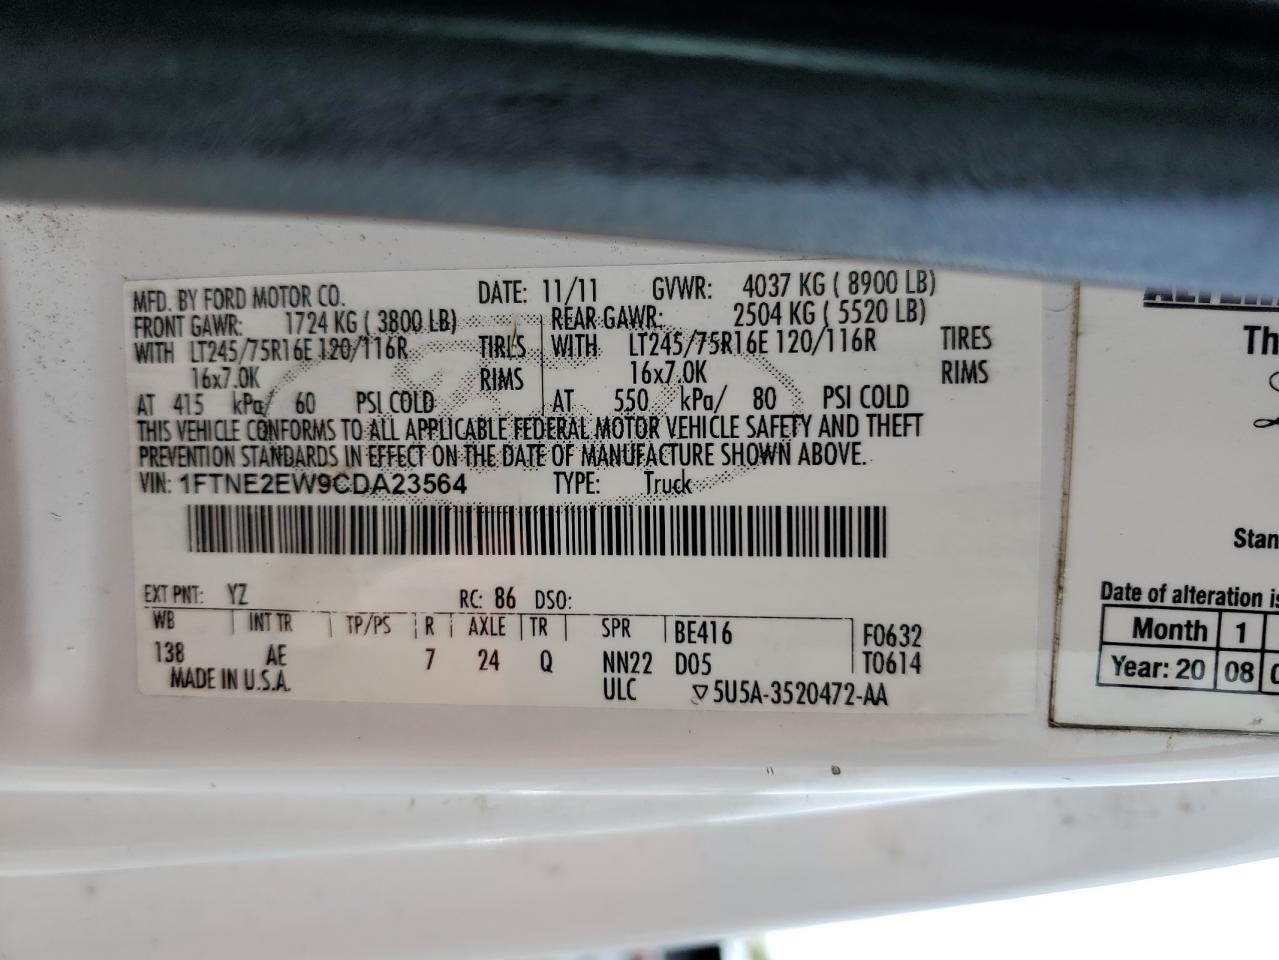 MFD. BY FORD MOTOR CO. DATE: 11/11 GVWR: 4037 KG ( 8900 LB)
FRONT GAWR: 1724 KG ( 3800 LB) REAR GAWR: 2504 KG ( 5520 LB)
WITH LT245/75R16E 120/116R TIRES WITH LT245/75R16E 120/116R TIRES
16x7.0K RIMS 16x7.0K RIMS
AT 415 kPa/ 60 PSI COLD AT 550 kPa/ 80 PSI COLD
THIS VEHICLE CONFORMS TO ALL APPLICABLE FEDERAL MOTOR VEHICLE SAFETY AND THEFT
PREVENTION STANDARDS IN EFFECT ON THE DATE OF MANUFACTURE SHOWN ABOVE.
VIN: 1FTNE2EW9CDA23564 TYPE: Truck
EXT PNT: YZ RC: 86 DSO:
WB INT TR TP/PS R AXLE TR SPR BE416 F0632
138 AE 7 24 Q NN22 D05 T0614
MADE IN U.S.A. ULC 5U5A-3520472-AA
Th
Stan
Date of alteration is
Month 1
Year: 20 08